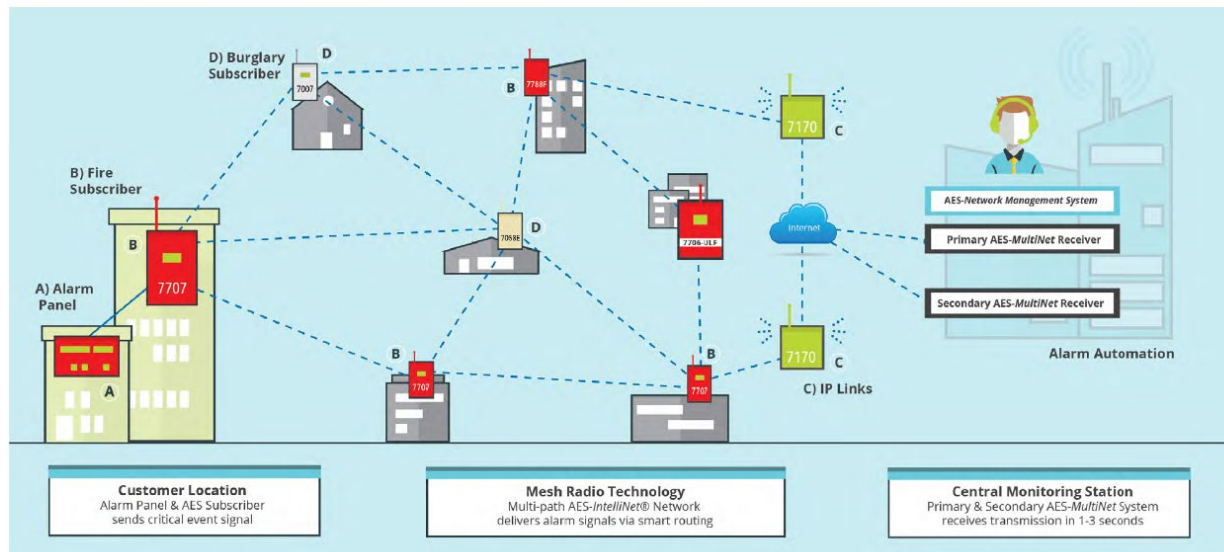 D) Burglary
Subscriber
D
7007
B
7788F
7170
C
B) Fire
Subscriber
B
7707
A) Alarm
Panel
A
D
7058E
7706-ULF
Internet
AES-Network Management System
Primary AES-MultiNet Receiver
Secondary AES-MultiNet Receiver
Alarm Automation
B
7707
B
7707
7170
C
C) IP Links
Customer Location
Alarm Panel & AES Subscriber
sends critical event signal
Mesh Radio Technology
Multi-path AES-IntelliNet® Network
delivers alarm signals via smart routing
Central Monitoring Station
Primary & Secondary AES-MultiNet System
receives transmission in 1-3 seconds